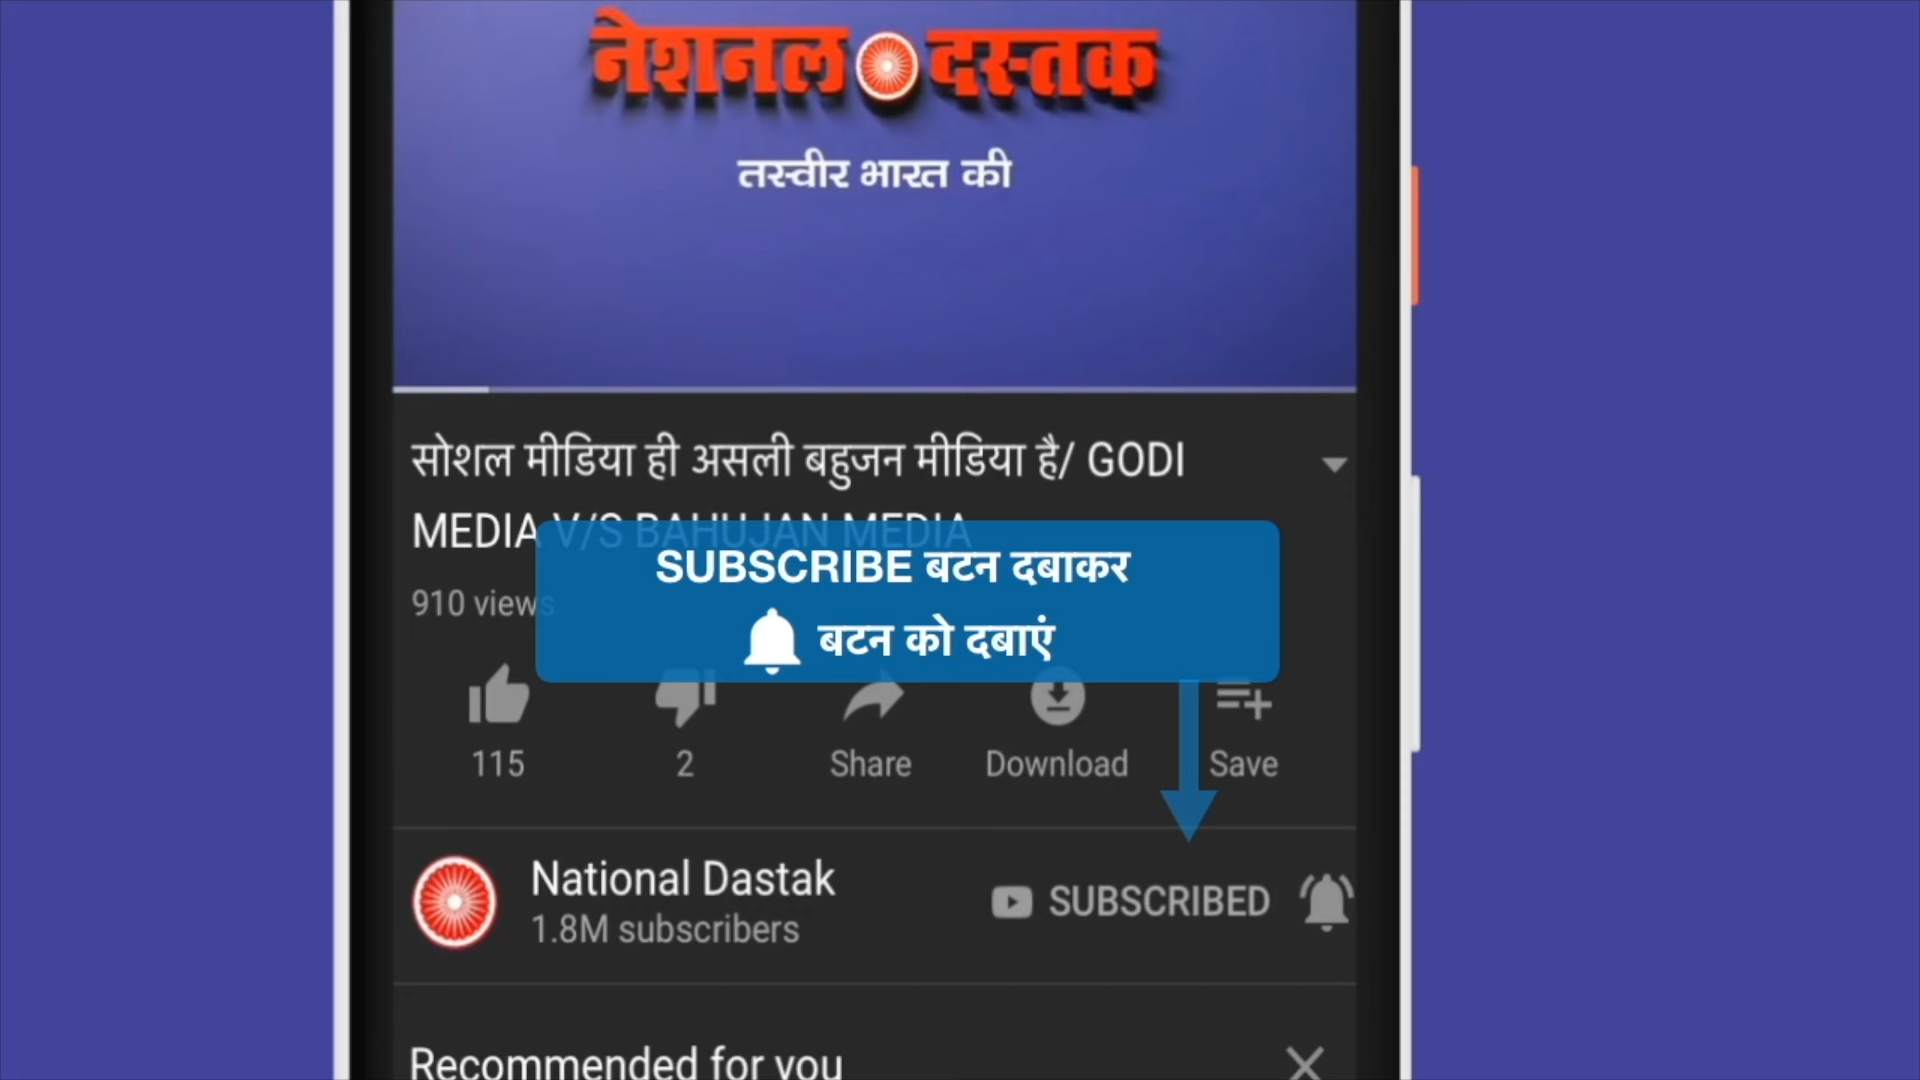 नेशनल दस्तक
तस्वीर भारत की
सोशल मीडिया ही असली बहुजन मीडिया है/ GODI
MEDIA V/S BAHUJAN MEDIA
SUBSCRIBE बटन दबाकर
बटन को दबाएं
910 views
115
2
Share
Download
Save
National Dastak
1.8M subscribers
SUBSCRIBED
Recommended for you